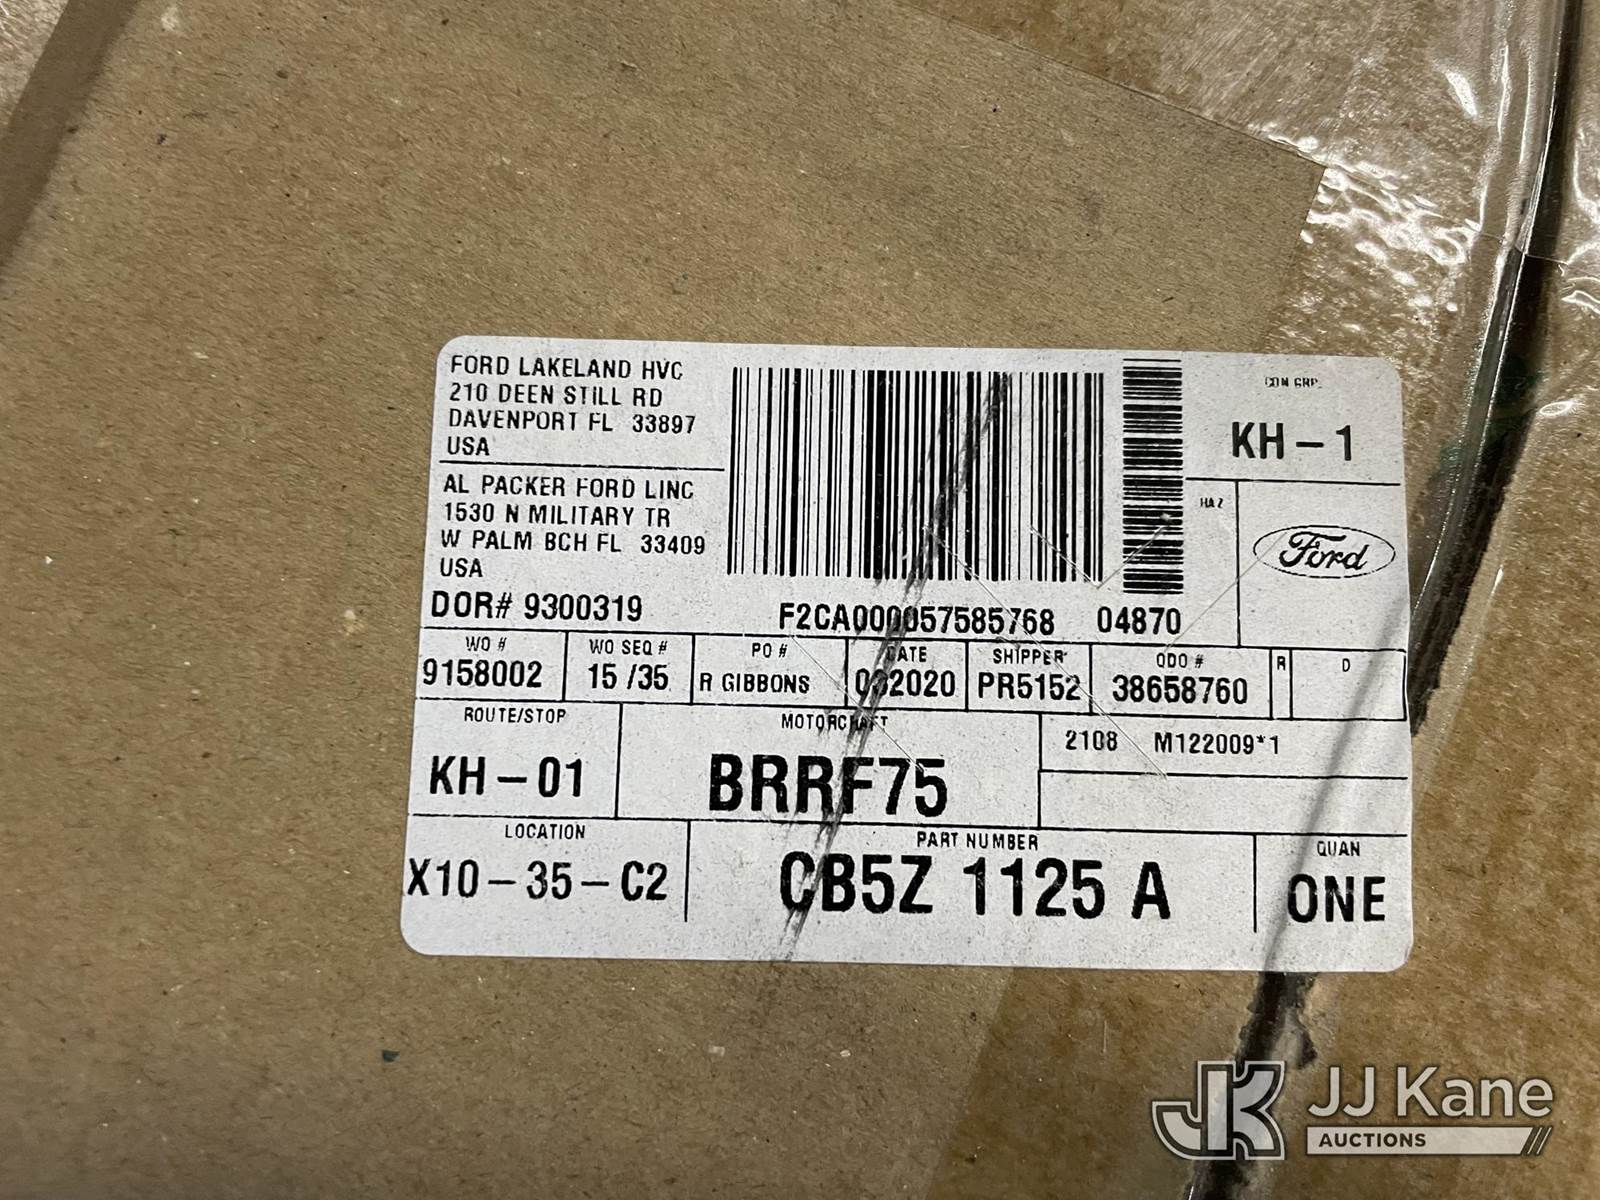 FORD LAKELAND HVC
210 DEEN STILL RD
DAVENPORT FL 33897
USA
AL PACKER FORD LINC
1530 N MILITARY TR
W PALM BCH FL 33409
USA
DOR# 9300319
F2CA000057585768 04870
CON GRP.
KH-1
HAZ
Ford
WO #
9158002
WO SEQ #
15 /35
PO #
R GIBBONS
DATE
032020
SHIPPER
PR5152
QDO #
38658760
R
D
ROUTE/STOP
KH-01
MOTORCRAFT
BRRF75
2108 M122009*1
LOCATION
X10-35-C2
PART NUMBER
CB5Z 1125 A
QUAN
ONE
JK JJ Kane
AUCTIONS